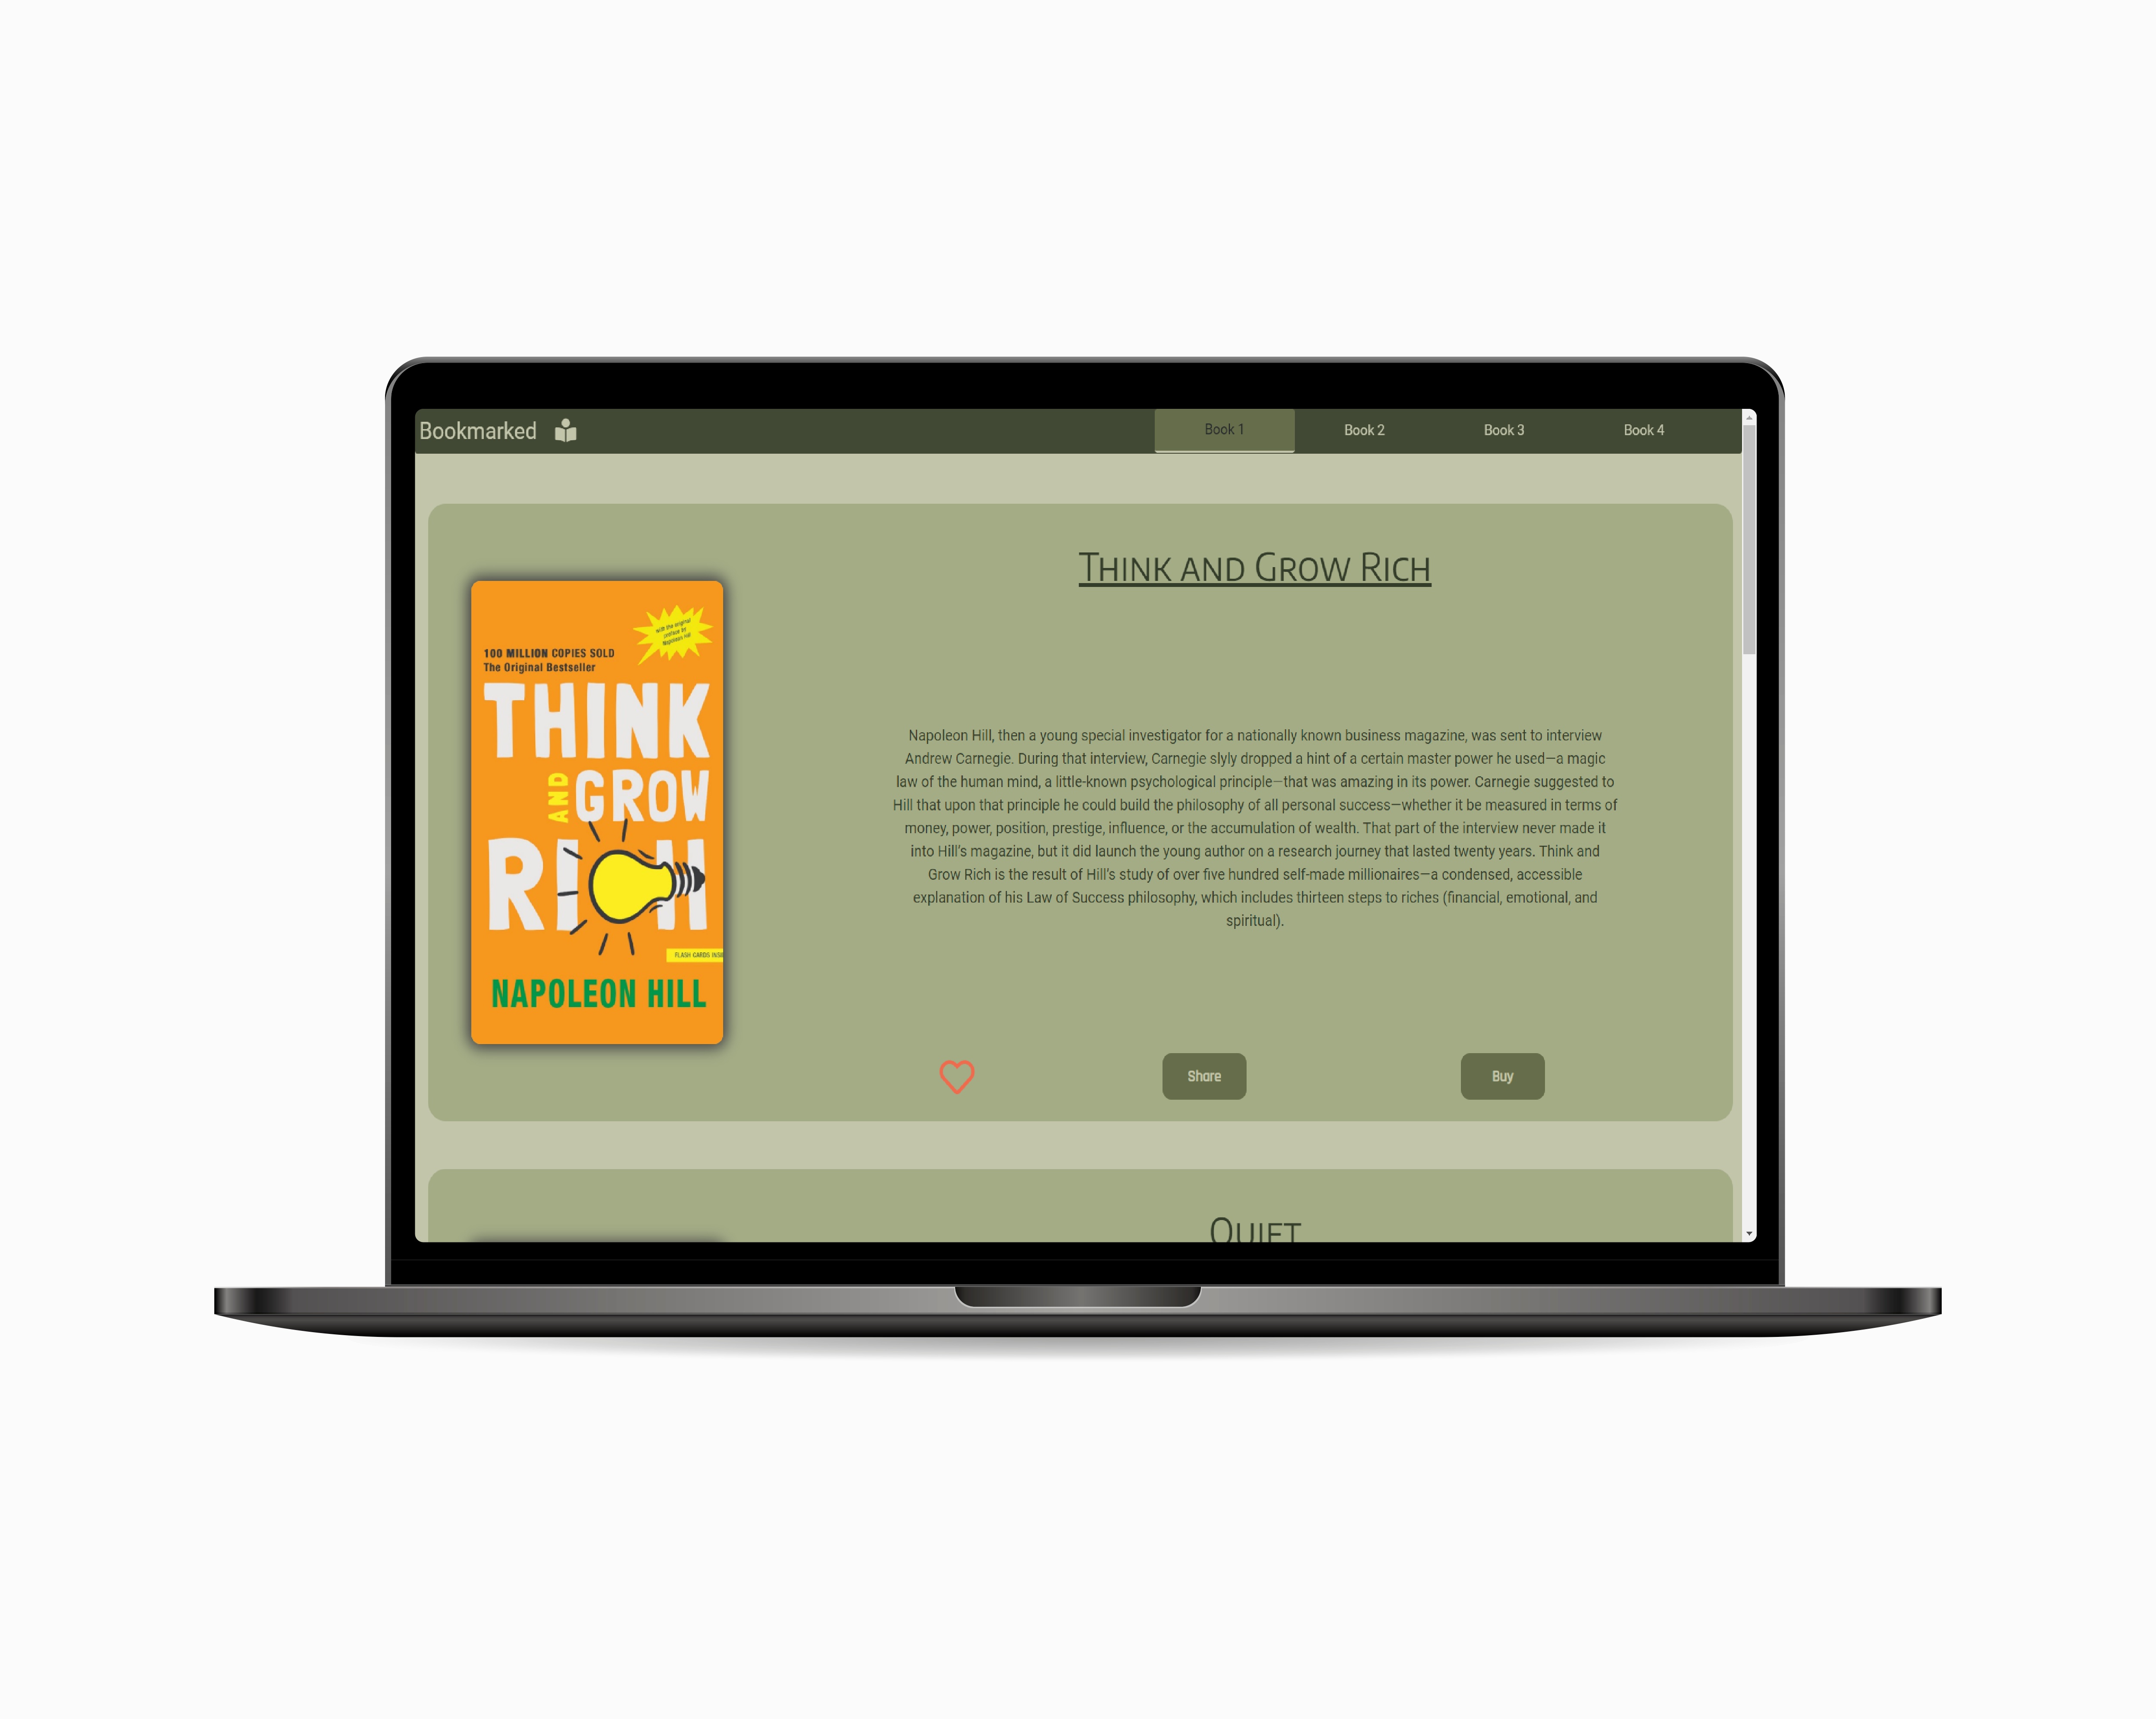 Bookmarked
Book 1
Book 2
Book 3
Book 4
THINK AND GROW RICH
with the original
preface by
Napoleon Hill
100 MILLION COPIES SOLD
The Original Bestseller
THINK
AND GROW
RICH
FLASH CARDS INSI
NAPOLEON HILL
Napoleon Hill, then a young special investigator for a nationally known business magazine, was sent to interview
Andrew Carnegie. During that interview, Carnegie slyly dropped a hint of a certain master power he used—a magic
law of the human mind, a little-known psychological principle—that was amazing in its power. Carnegie suggested to
Hill that upon that principle he could build the philosophy of all personal success—whether it be measured in terms of
money, power, position, prestige, influence, or the accumulation of wealth. That part of the interview never made it
into Hill's magazine, but it did launch the young author on a research journey that lasted twenty years. Think and
Grow Rich is the result of Hill's study of over five hundred self-made millionaires—a condensed, accessible
explanation of his Law of Success philosophy, which includes thirteen steps to riches (financial, emotional, and
spiritual).
Share
Buy
QUIET